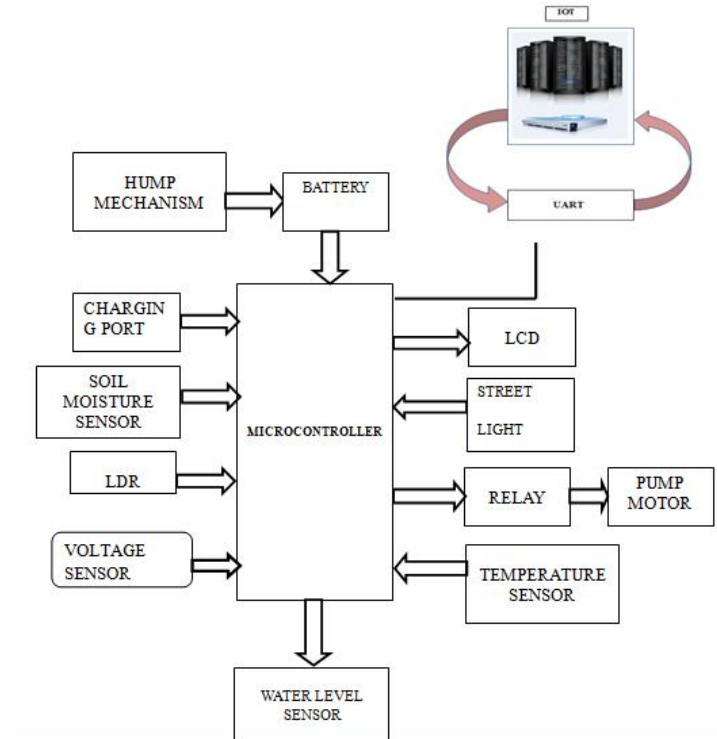 IOT
UART
HUMP
MECHANISM
BATTERY
CHARGIN
G PORT
SOIL
MOISTURE
SENSOR
LDR
VOLTAGE
SENSOR
MICROCONTROLLER
LCD
STREET
LIGHT
RELAY
PUMP
MOTOR
TEMPERATURE
SENSOR
WATER LEVEL
SENSOR